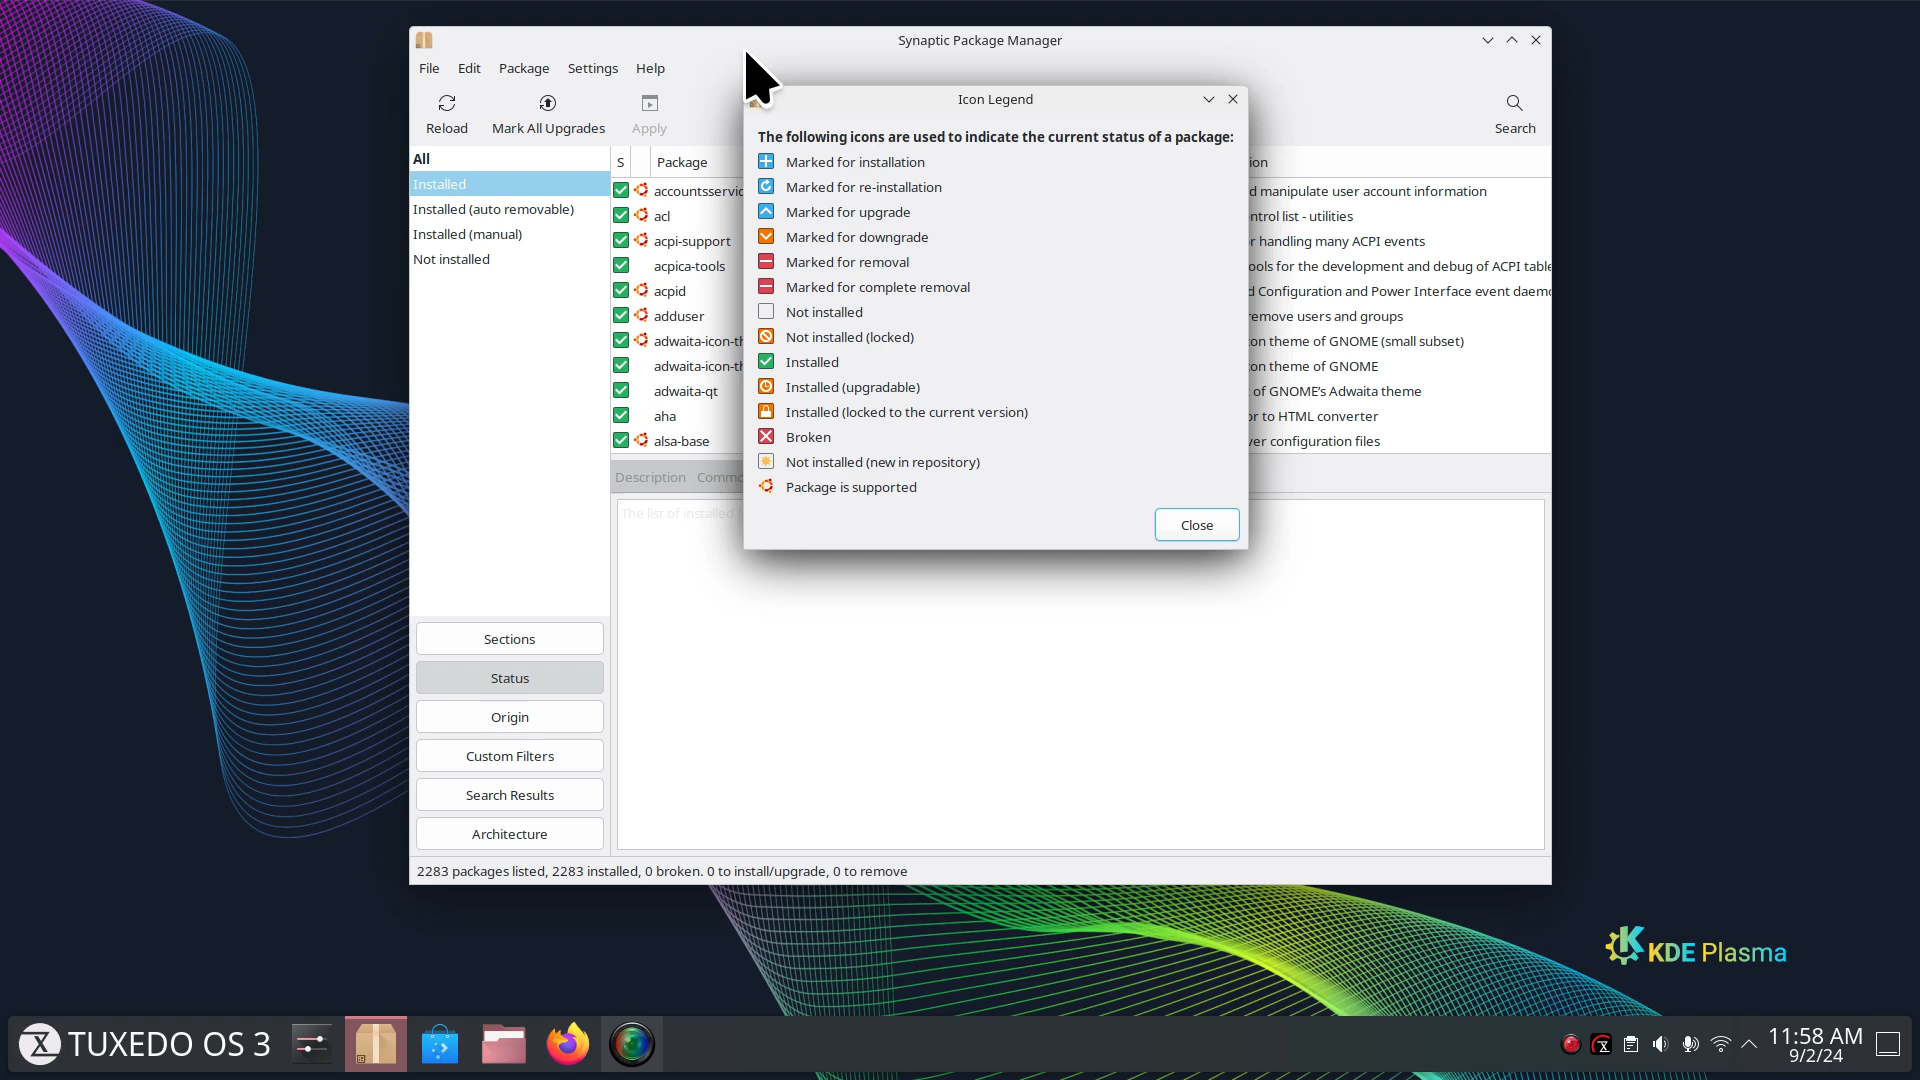 Synaptic Package Manager
File Edit Package Settings Help
Reload Mark All Upgrades Apply Search
All
Installed
Installed (auto removable)
Installed (manual)
Not installed
S Package
accountsservic d manipulate user account information
acl ntrol list - utilities
acpi-support r handling many ACPI events
acpica-tools ools for the development and debug of ACPI table
acpid d Configuration and Power Interface event daem
adduser emove users and groups
adwaita-icon-th on theme of GNOME (small subset)
adwaita-icon-th on theme of GNOME
adwaita-qt of GNOME's Adwaita theme
aha or to HTML converter
alsa-base ver configuration files
Description Commo
The list of installed
Icon Legend
The following icons are used to indicate the current status of a package:
Marked for installation
Marked for re-installation
Marked for upgrade
Marked for downgrade
Marked for removal
Marked for complete removal
Not installed
Not installed (locked)
Installed
Installed (upgradable)
Installed (locked to the current version)
Broken
Not installed (new in repository)
Package is supported
Close
Sections
Status
Origin
Custom Filters
Search Results
Architecture
2283 packages listed, 2283 installed, 0 broken. 0 to install/upgrade, 0 to remove
KDE Plasma
TUXEDO OS 3
11:58 AM
9/2/24